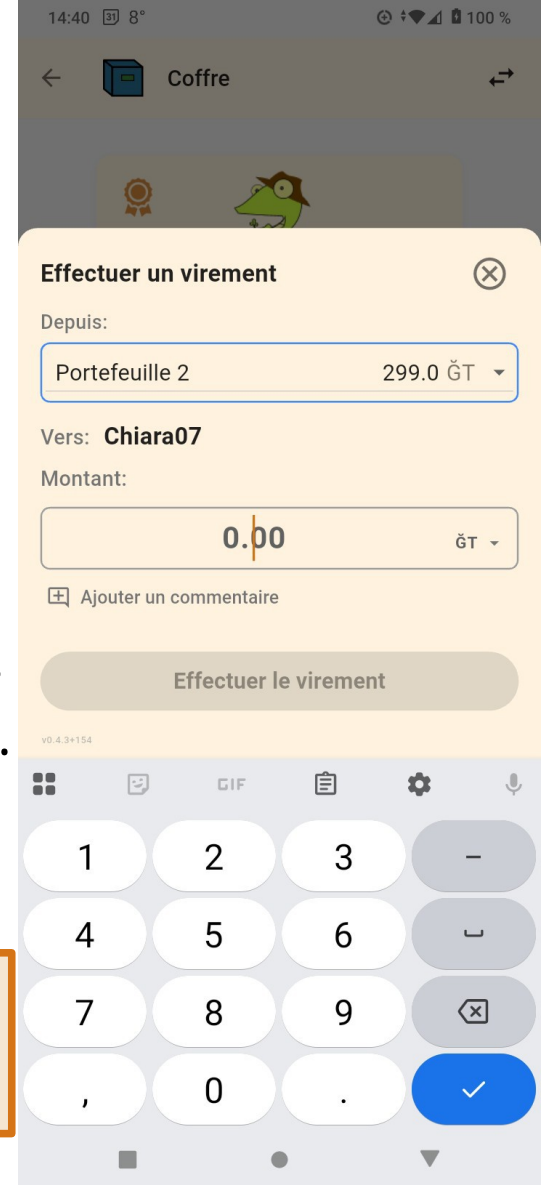 14:40 31 8° 100 %
Coffre
Effectuer un virement
Depuis:
Portefeuille 2 299.0 ĞT
Vers: Chiara07
Montant:
0.00 ĞT
Ajouter un commentaire
Effectuer le virement
v0.4.3+154
GIF
1 2 3 –
4 5 6
7 8 9
, 0 .